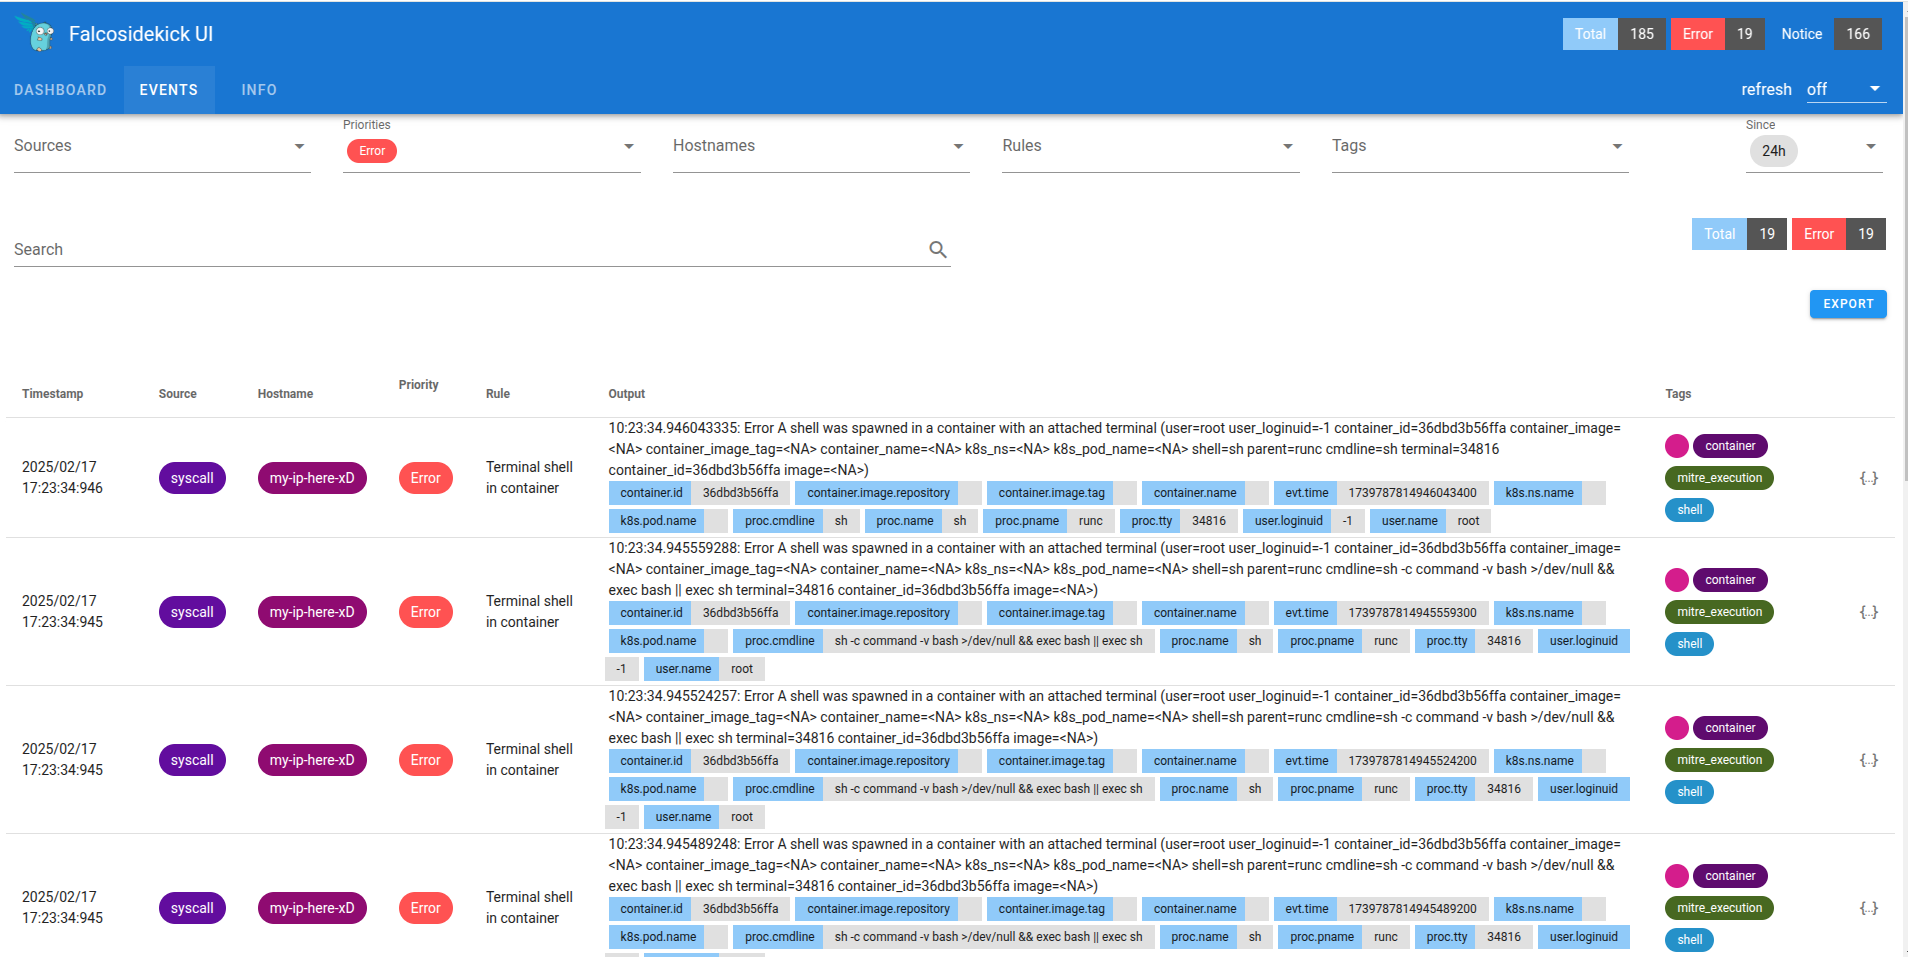 Falcosidekick UI
Total 185 Error 19 Notice 166
DASHBOARD EVENTS INFO
refresh off
Sources
Priorities
Error
Hostnames
Rules
Tags
Since
24h
Search
Total 19 Error 19
EXPORT
Timestamp Source Hostname Priority Rule Output Tags
2025/02/17
17:23:34:946
syscall
my-ip-here-xD
Error
Terminal shell
in container
10:23:34.946043335: Error A shell was spawned in a container with an attached terminal (user=root user_loginuid=-1 container_id=36dbd3b56ffa container_image=
<NA> container_image_tag=<NA> container_name=<NA> k8s_ns=<NA> k8s_pod_name=<NA> shell=sh parent=runc cmdline=sh terminal=34816
container_id=36dbd3b56ffa image=<NA>)
container.id 36dbd3b56ffa container.image.repository container.image.tag container.name evt.time 1739787814946043400 k8s.ns.name
k8s.pod.name proc.cmdline sh proc.name sh proc.pname runc proc.tty 34816 user.loginuid -1 user.name root
container
mitre_execution
shell
{...}
2025/02/17
17:23:34:945
syscall
my-ip-here-xD
Error
Terminal shell
in container
10:23:34.945559288: Error A shell was spawned in a container with an attached terminal (user=root user_loginuid=-1 container_id=36dbd3b56ffa container_image=
<NA> container_image_tag=<NA> container_name=<NA> k8s_ns=<NA> k8s_pod_name=<NA> shell=sh parent=runc cmdline=sh -c command -v bash >/dev/null &&
exec bash || exec sh terminal=34816 container_id=36dbd3b56ffa image=<NA>)
container.id 36dbd3b56ffa container.image.repository container.image.tag container.name evt.time 1739787814945559300 k8s.ns.name
k8s.pod.name proc.cmdline sh -c command -v bash >/dev/null && exec bash || exec sh proc.name sh proc.pname runc proc.tty 34816 user.loginuid
-1 user.name root
container
mitre_execution
shell
{...}
2025/02/17
17:23:34:945
syscall
my-ip-here-xD
Error
Terminal shell
in container
10:23:34.945524257: Error A shell was spawned in a container with an attached terminal (user=root user_loginuid=-1 container_id=36dbd3b56ffa container_image=
<NA> container_image_tag=<NA> container_name=<NA> k8s_ns=<NA> k8s_pod_name=<NA> shell=sh parent=runc cmdline=sh -c command -v bash >/dev/null &&
exec bash || exec sh terminal=34816 container_id=36dbd3b56ffa image=<NA>)
container.id 36dbd3b56ffa container.image.repository container.image.tag container.name evt.time 1739787814945524200 k8s.ns.name
k8s.pod.name proc.cmdline sh -c command -v bash >/dev/null && exec bash || exec sh proc.name sh proc.pname runc proc.tty 34816 user.loginuid
-1 user.name root
container
mitre_execution
shell
{...}
2025/02/17
17:23:34:945
syscall
my-ip-here-xD
Error
Terminal shell
in container
10:23:34.945489248: Error A shell was spawned in a container with an attached terminal (user=root user_loginuid=-1 container_id=36dbd3b56ffa container_image=
<NA> container_image_tag=<NA> container_name=<NA> k8s_ns=<NA> k8s_pod_name=<NA> shell=sh parent=runc cmdline=sh -c command -v bash >/dev/null &&
exec bash || exec sh terminal=34816 container_id=36dbd3b56ffa image=<NA>)
container.id 36dbd3b56ffa container.image.repository container.image.tag container.name evt.time 1739787814945489200 k8s.ns.name
k8s.pod.name proc.cmdline sh -c command -v bash >/dev/null && exec bash || exec sh proc.name sh proc.pname runc proc.tty 34816 user.loginuid
container
mitre_execution
shell
{...}